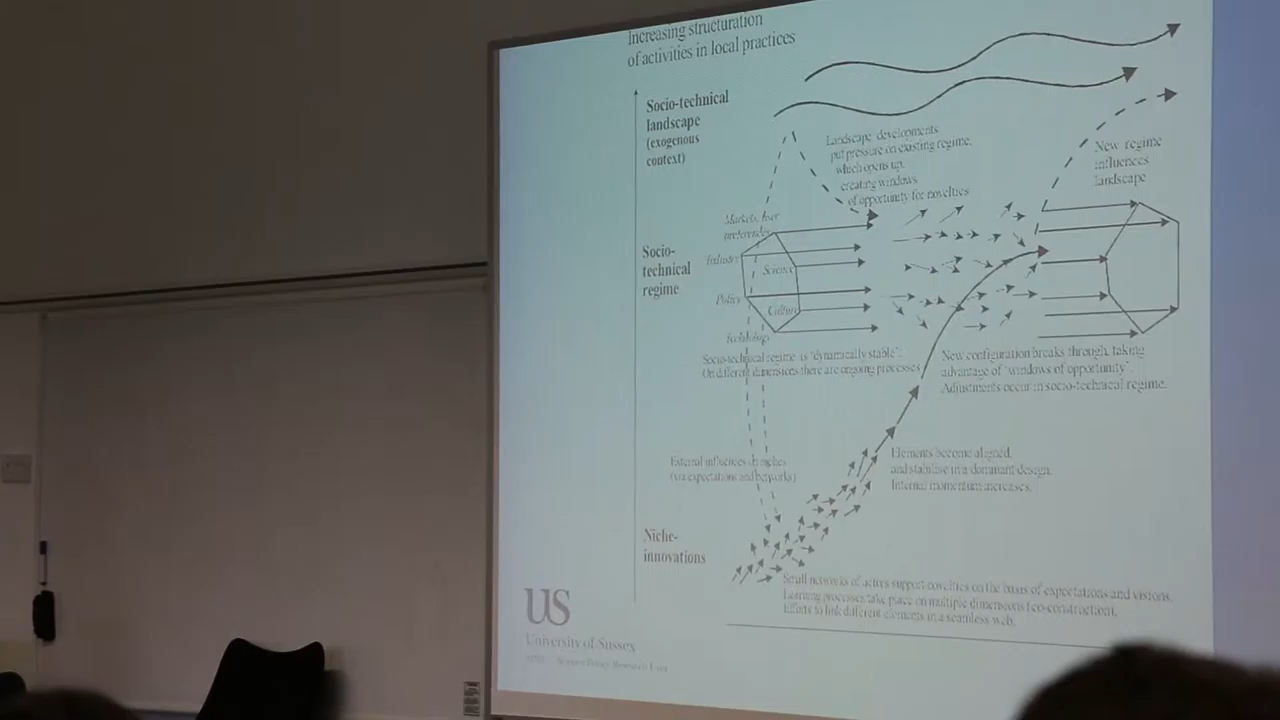 Increasing structuration
of activities in local practices
Socio-technical
landscape
(exogenous
context)
Landscape developments
put pressure on existing regime,
which opens up,
creating windows
of opportunity for novelties
New regime
influences
landscape
Markets, user
preferences
Industry
Science
Socio-
technical
regime
Policy
Culture
Technology
Socio-technical regime is 'dynamically stable'.
On different dimensions there are ongoing processes
New configuration breaks through, taking
advantage of 'windows of opportunity'.
Adjustments occur in socio-technical regime.
External influences on niches
(via expectations and networks)
Elements become aligned,
and stabilise in a dominant design.
Internal momentum increases.
Niche-
innovations
Small networks of actors support novelties on the basis of expectations and visions.
Learning processes take place on multiple dimensions (co-construction).
Efforts to link different elements in a seamless web.
US
University of Sussex
Science Policy Research Unit